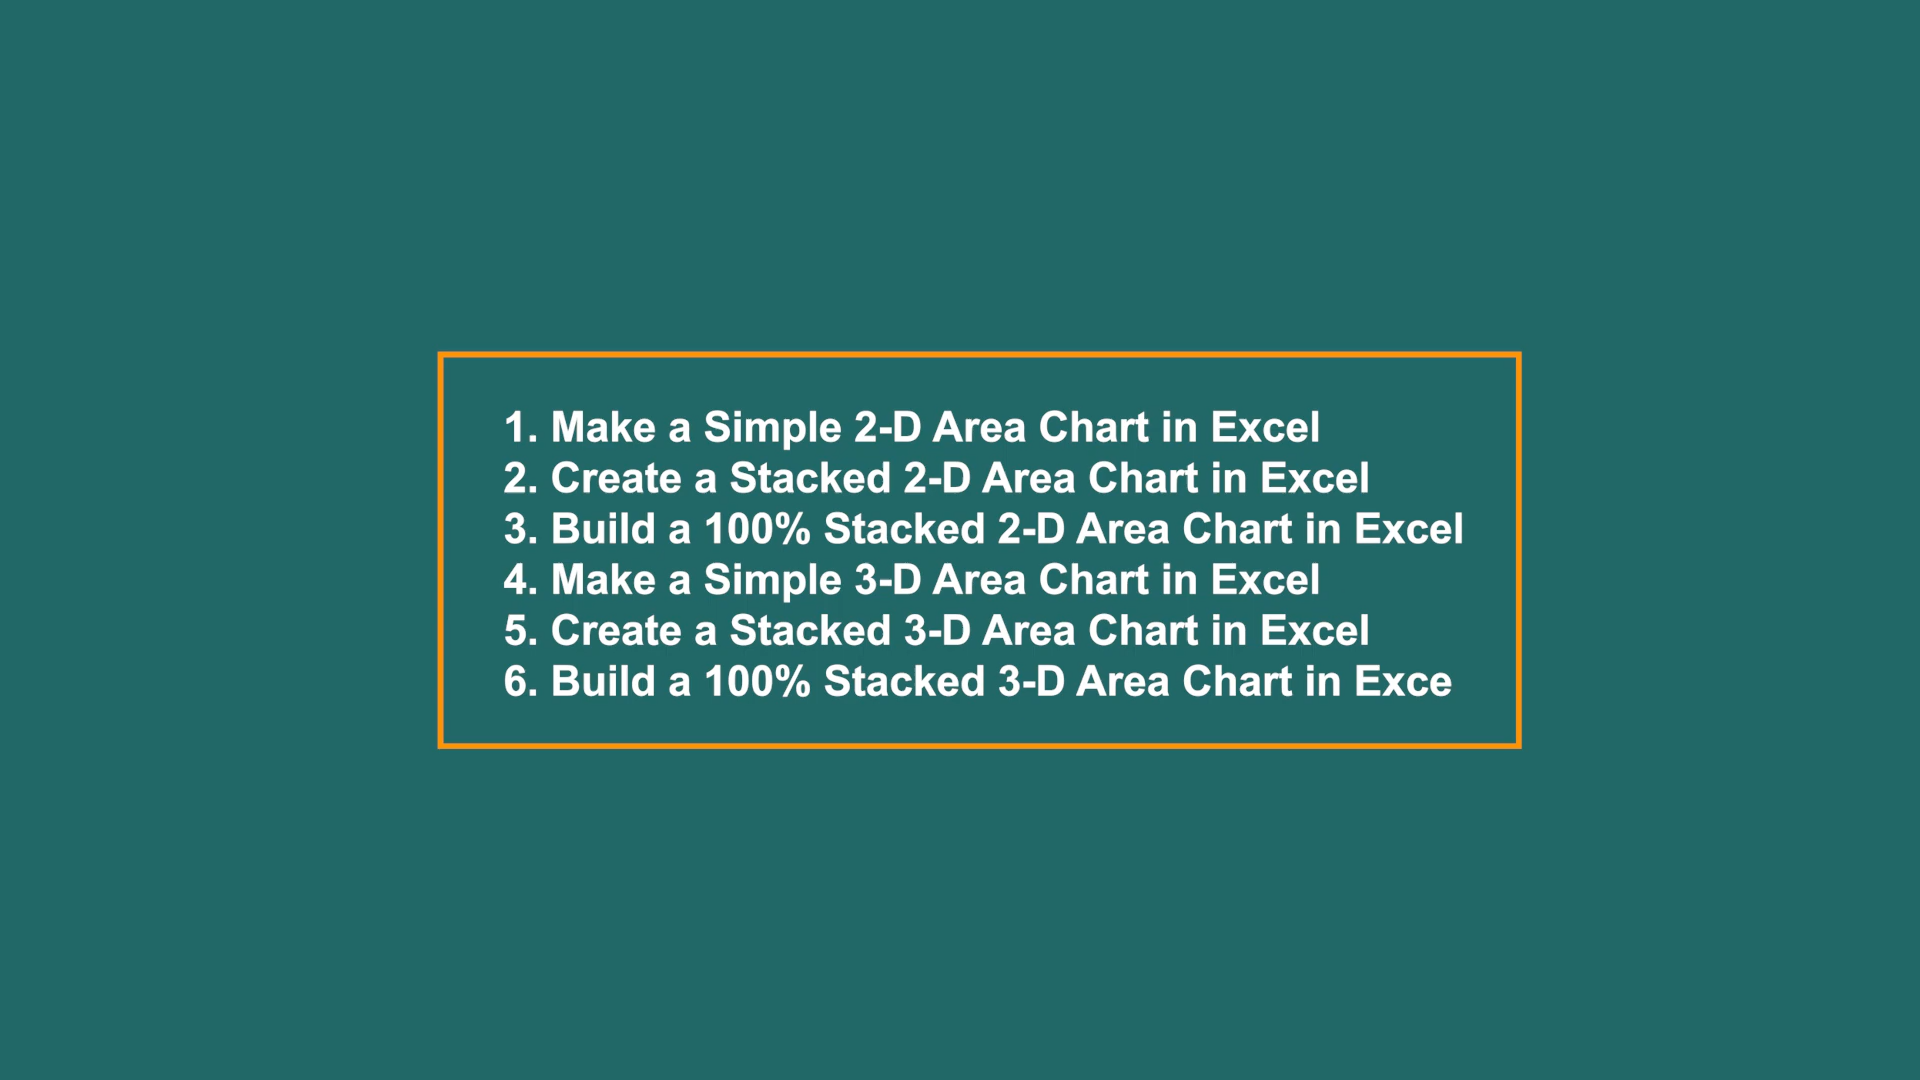 1. Make a Simple 2-D Area Chart in Excel
2. Create a Stacked 2-D Area Chart in Excel
3. Build a 100% Stacked 2-D Area Chart in Excel
4. Make a Simple 3-D Area Chart in Excel
5. Create a Stacked 3-D Area Chart in Excel
6. Build a 100% Stacked 3-D Area Chart in Exce